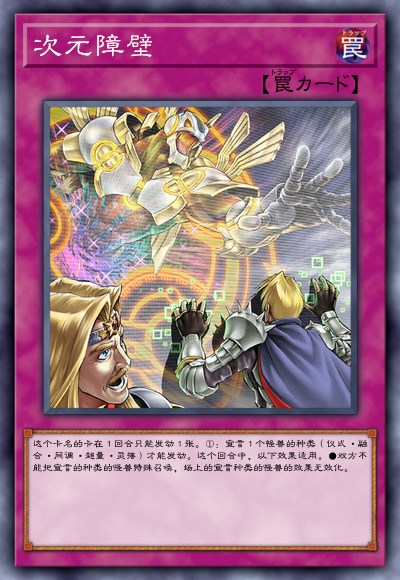 次元障壁
トラップ
罠
トラップ
【罠カード】
这个卡名的卡在1回合只能发动1张。①:宣言1个怪兽的种类(仪式·融
合·同调·超量·灵摆)才能发动。这个回合中,以下效果适用。●双方不
能把宣言的种类的怪兽特殊召唤,场上的宣言种类的怪兽的效果无效化。